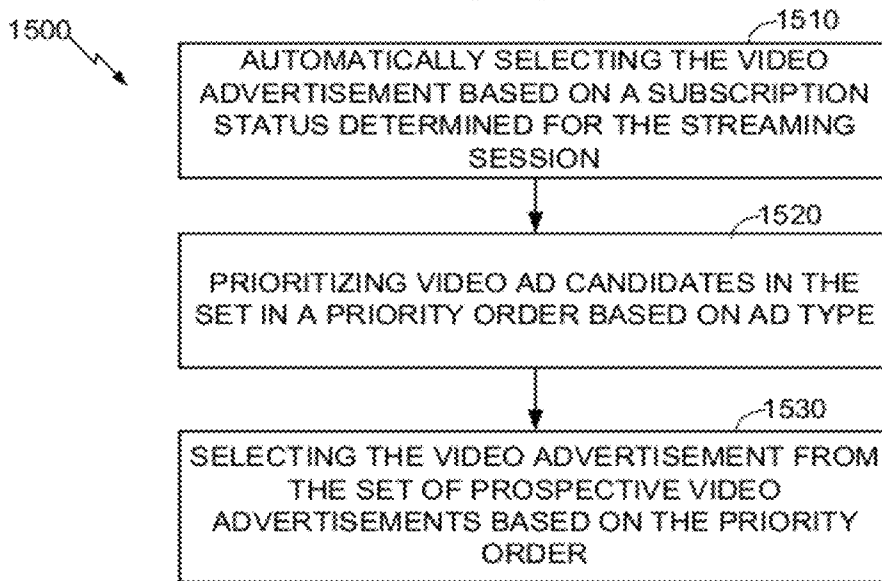 1500
1510
AUTOMATICALLY SELECTING THE VIDEO
ADVERTISEMENT BASED ON A SUBSCRIPTION
STATUS DETERMINED FOR THE STREAMING
SESSION
1520
PRIORITIZING VIDEO AD CANDIDATES IN THE
SET IN A PRIORITY ORDER BASED ON AD TYPE
1530
SELECTING THE VIDEO ADVERTISEMENT FROM
THE SET OF PROSPECTIVE VIDEO
ADVERTISEMENTS BASED ON THE PRIORITY
ORDER